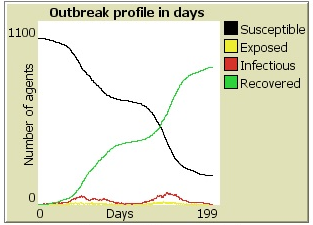 Outbreak profile in days
1100
Number of agents
0
0 Days 199
Susceptible
Exposed
Infectious
Recovered